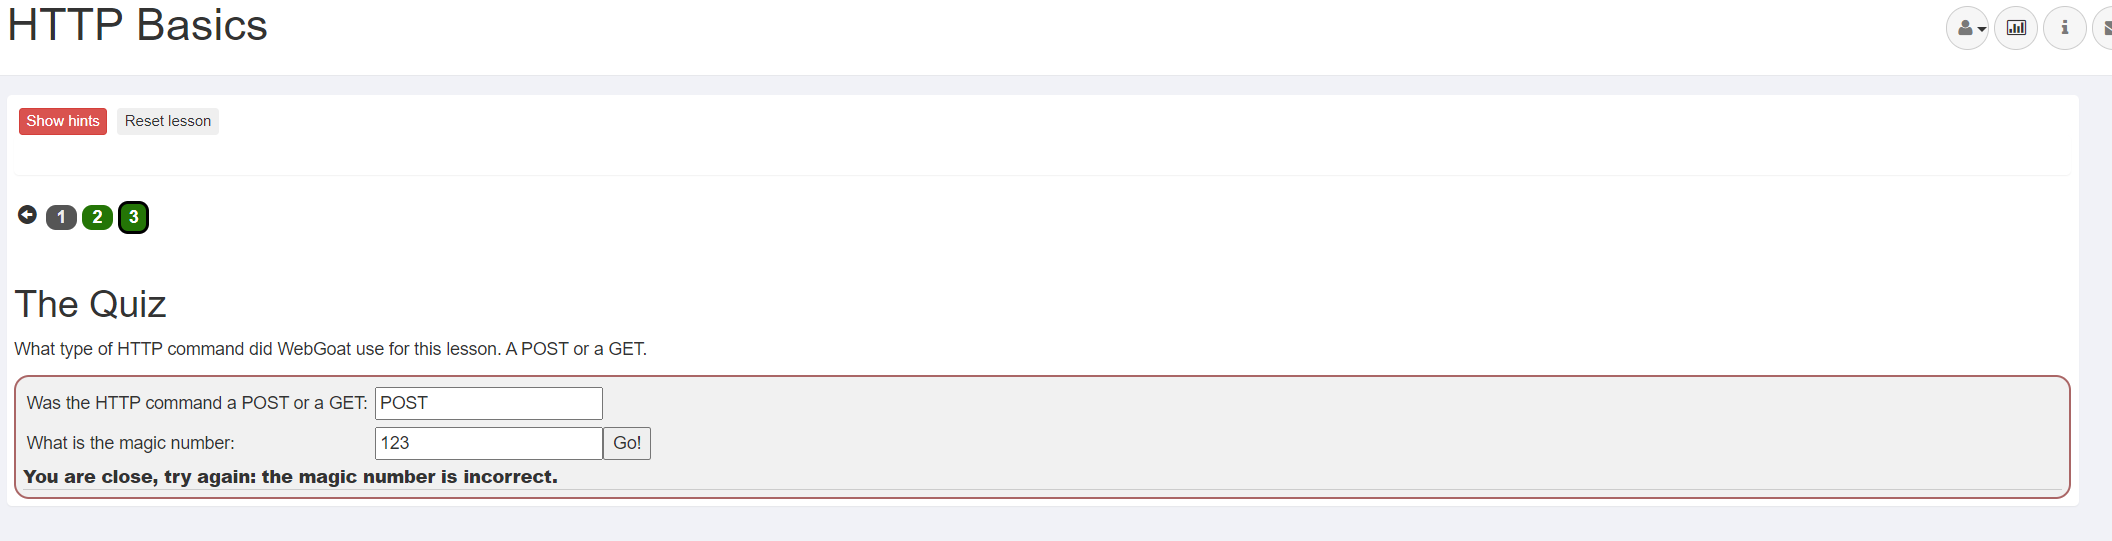 HTTP Basics
Show hints Reset lesson
1 2 3
The Quiz
What type of HTTP command did WebGoat use for this lesson. A POST or a GET.
Was the HTTP command a POST or a GET: POST
What is the magic number: 123 Go!
You are close, try again: the magic number is incorrect.